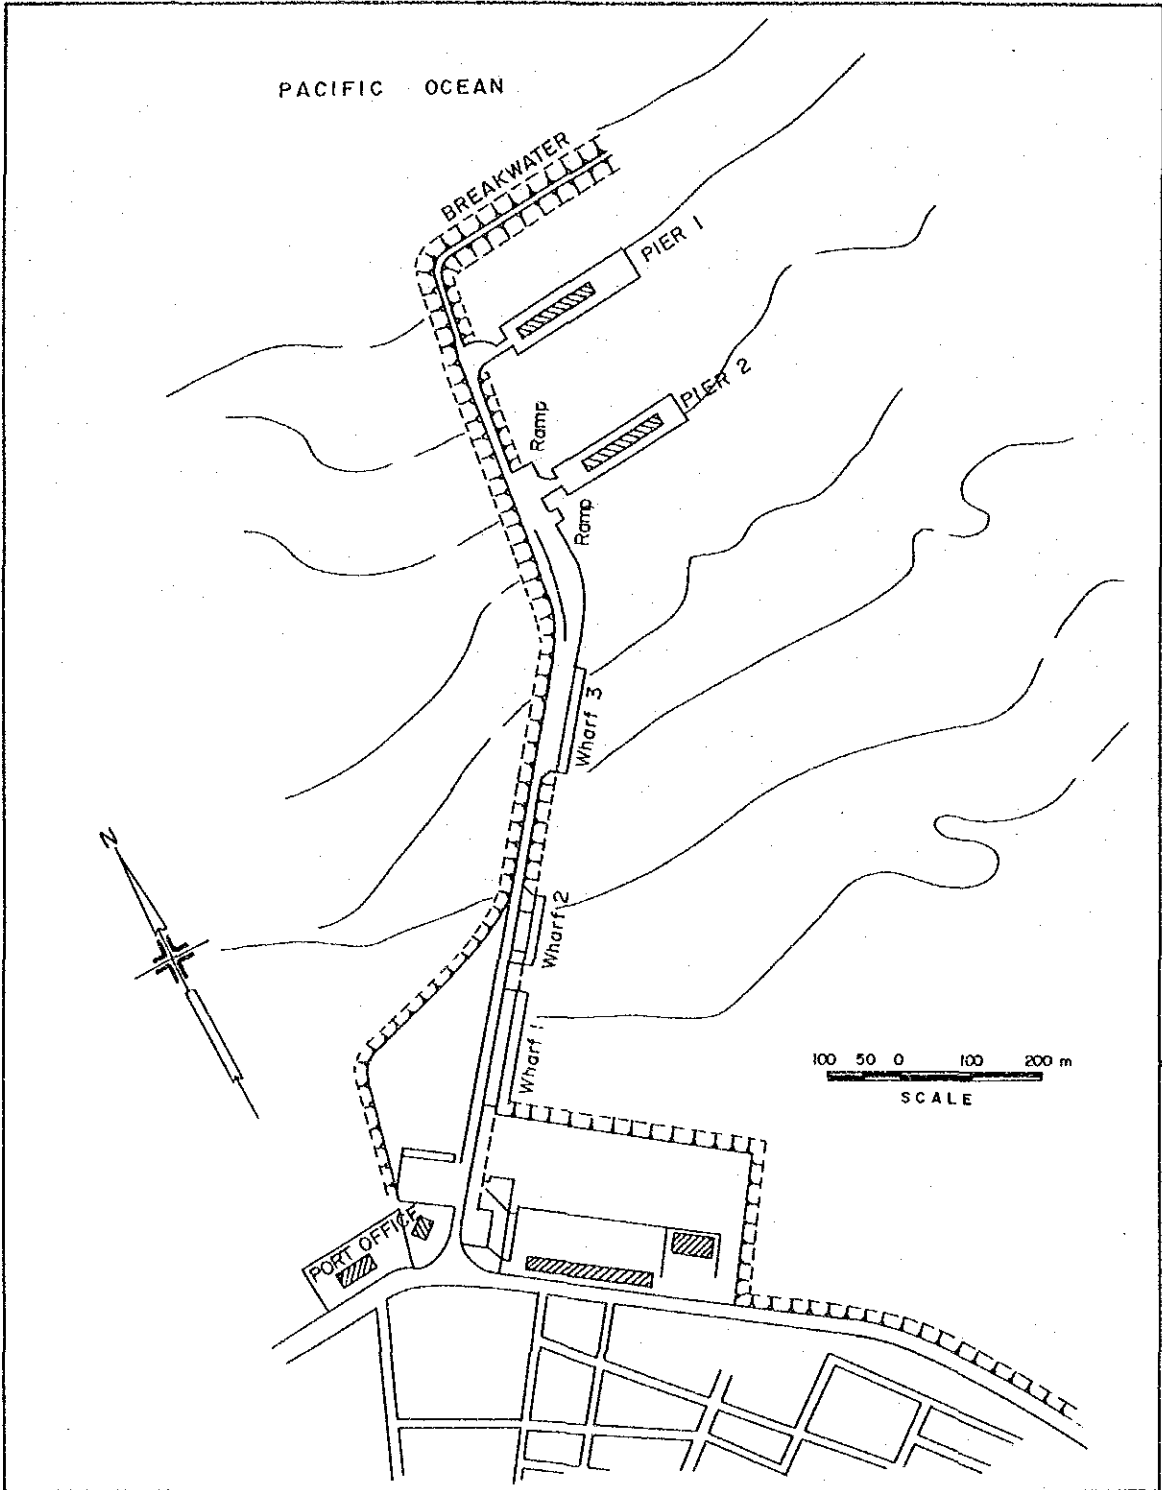 PACIFIC OCEAN
BREAKWATER
PIER 1
PIER 2
Ramp
Ramp
Wharf 3
N
Wharf 2
Wharf 1
100 50 0 100 200 m
SCALE
PORT OFFICE